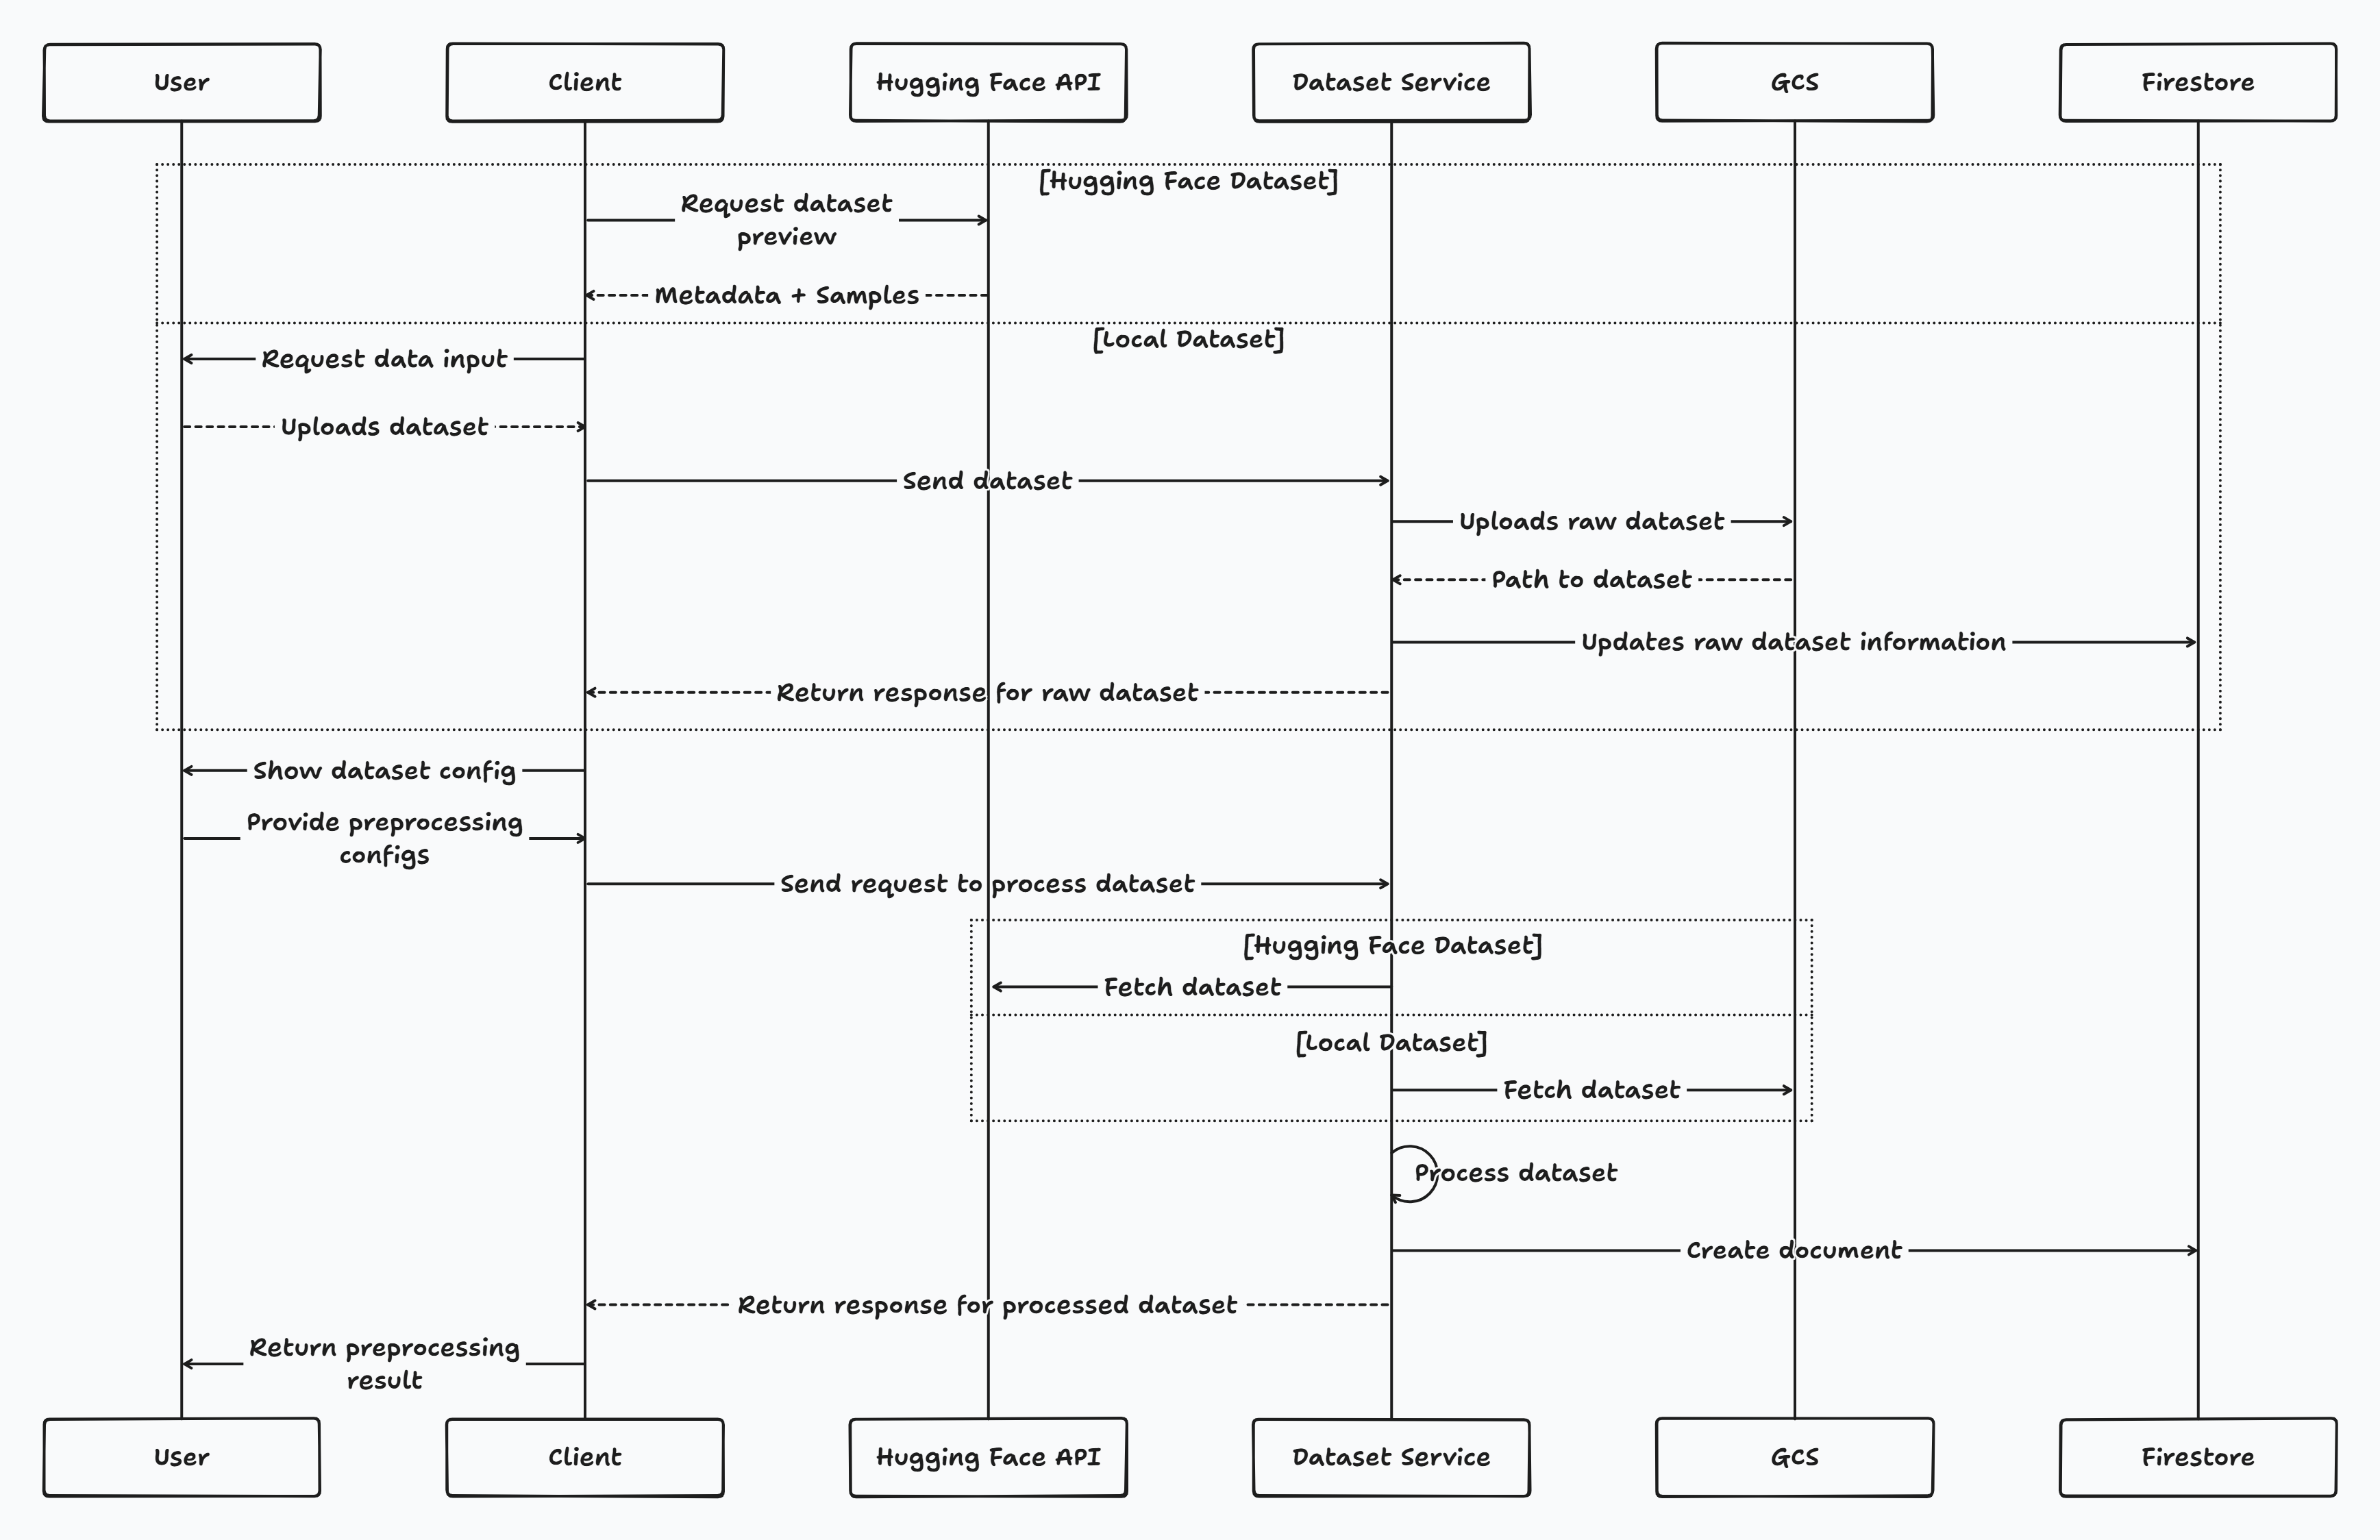 User
Client
Hugging Face API
Dataset Service
GCS
Firestore
[Hugging Face Dataset]
Request dataset
preview
Metadata + Samples
[Local Dataset]
Request data input
Uploads dataset
Send dataset
Uploads raw dataset
Path to dataset
Updates raw dataset information
Return response for raw dataset
Show dataset config
Provide preprocessing
configs
Send request to process dataset
[Hugging Face Dataset]
Fetch dataset
[Local Dataset]
Fetch dataset
Process dataset
Create document
Return response for processed dataset
Return preprocessing
result
User
Client
Hugging Face API
Dataset Service
GCS
Firestore